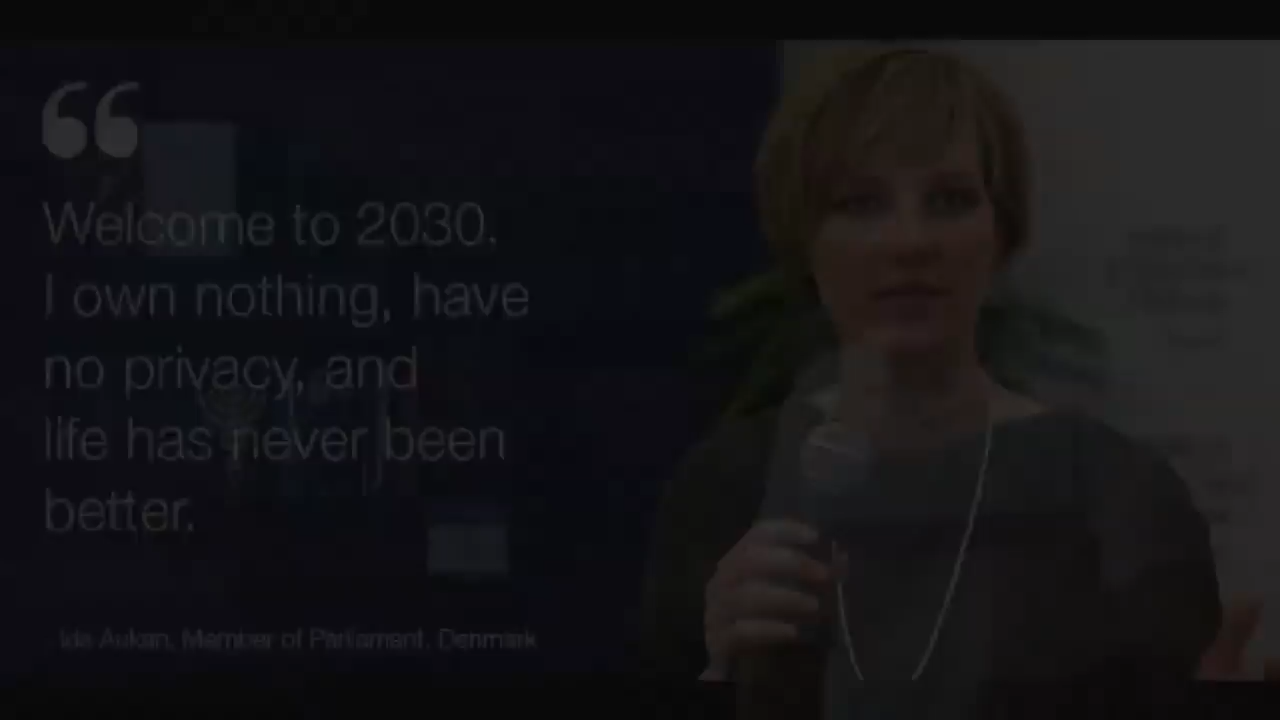 “
Welcome to 2030.
I own nothing, have
no privacy, and
life has never been
better.
Ida Auken, Member of Parliament, Denmark